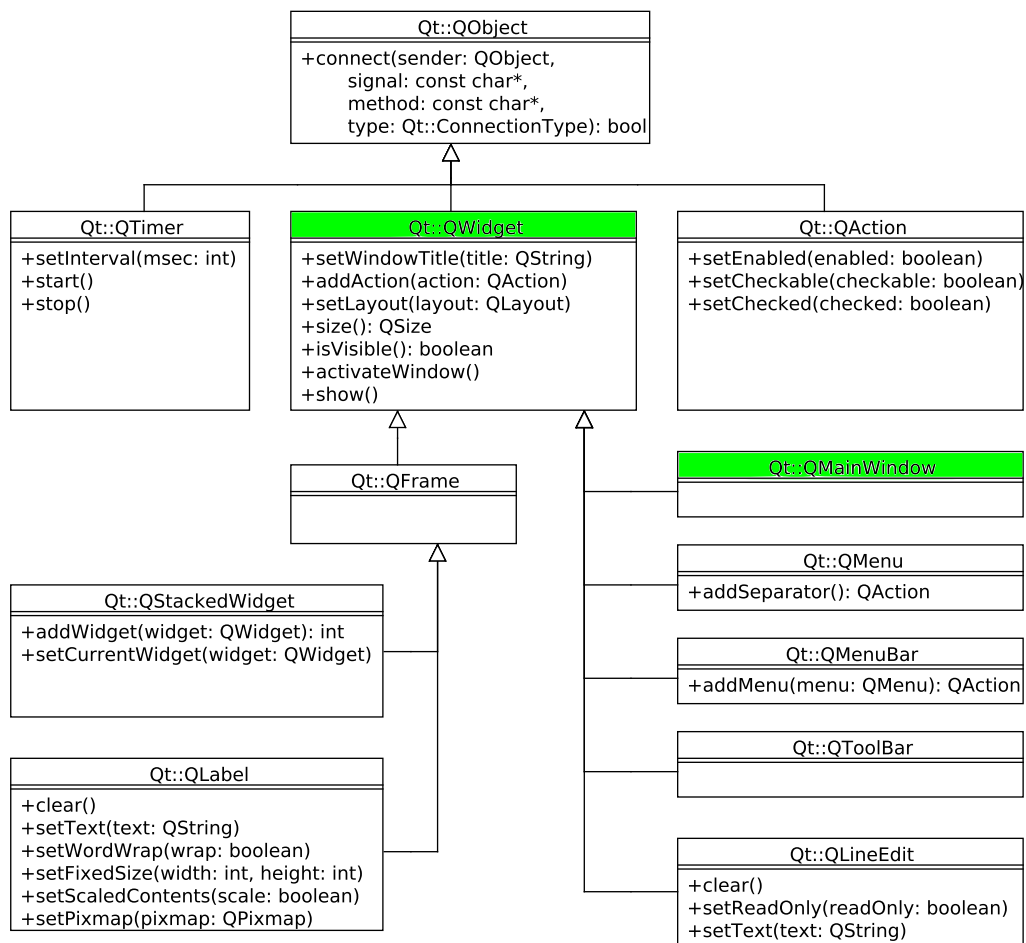 Qt::QObject
+connect(sender: QObject,
signal: const char*,
method: const char*,
type: Qt::ConnectionType): bool
Qt::QTimer
+setInterval(msec: int)
+start()
+stop()
Qt::QWidget
+setWindowTitle(title: QString)
+addAction(action: QAction)
+setLayout(layout: QLayout)
+size(): QSize
+isVisible(): boolean
+activateWindow()
+show()
Qt::QAction
+setEnabled(enabled: boolean)
+setCheckable(checkable: boolean)
+setChecked(checked: boolean)
Qt::QFrame
Qt::QMainWindow
Qt::QMenu
+addSeparator(): QAction
Qt::QStackedWidget
+addWidget(widget: QWidget): int
+setCurrentWidget(widget: QWidget)
Qt::QMenuBar
+addMenu(menu: QMenu): QAction
Qt::QToolBar
Qt::QLabel
+clear()
+setText(text: QString)
+setWordWrap(wrap: boolean)
+setFixedSize(width: int, height: int)
+setScaledContents(scale: boolean)
+setPixmap(pixmap: QPixmap)
Qt::QLineEdit
+clear()
+setReadOnly(readOnly: boolean)
+setText(text: QString)